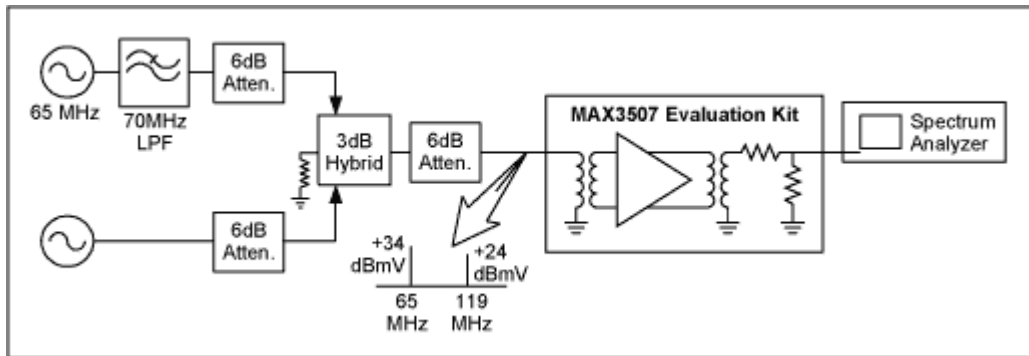 65 MHz
70MHz
LPF
6dB
Atten.
3dB
Hybrid
6dB
Atten.
6dB
Atten.
+34
dBmV
+24
dBmV
65
MHz
119
MHz
MAX3507 Evaluation Kit
Spectrum
Analyzer